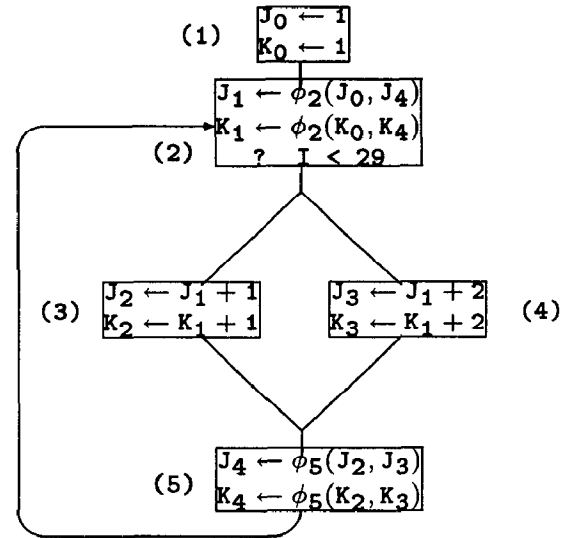 (1)
J₀ ← 1
K₀ ← 1
(2)
J₁ ← ϕ₂(J₀, J₄)
K₁ ← ϕ₂(K₀, K₄)
? I < 29
(3)
J₂ ← J₁ + 1
K₂ ← K₁ + 1
J₃ ← J₁ + 2
K₃ ← K₁ + 2
(4)
(5)
J₄ ← ϕ₅(J₂, J₃)
K₄ ← ϕ₅(K₂, K₃)